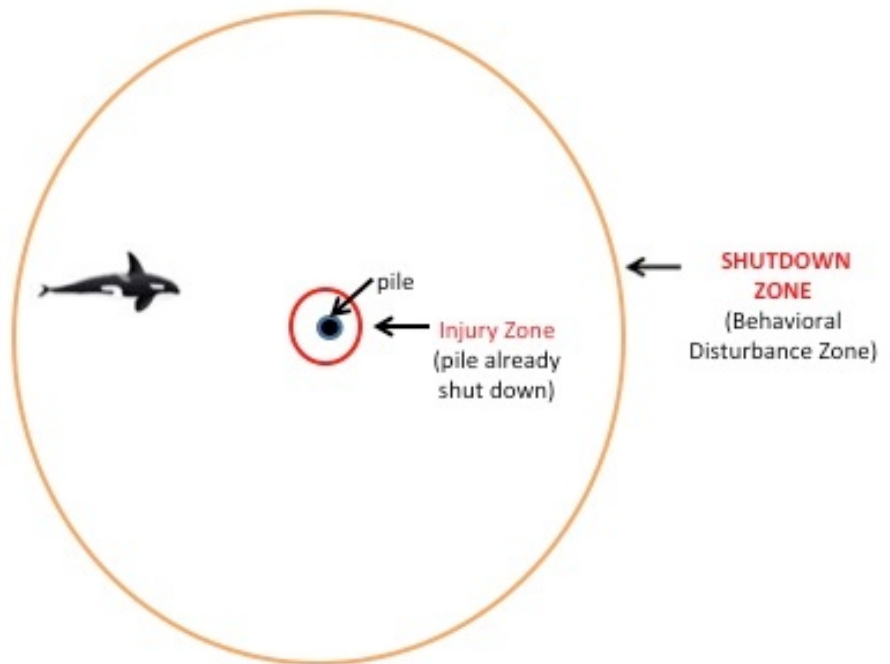 pile
Injury Zone
(pile already
shut down)
SHUTDOWN
ZONE
(Behavioral
Disturbance Zone)